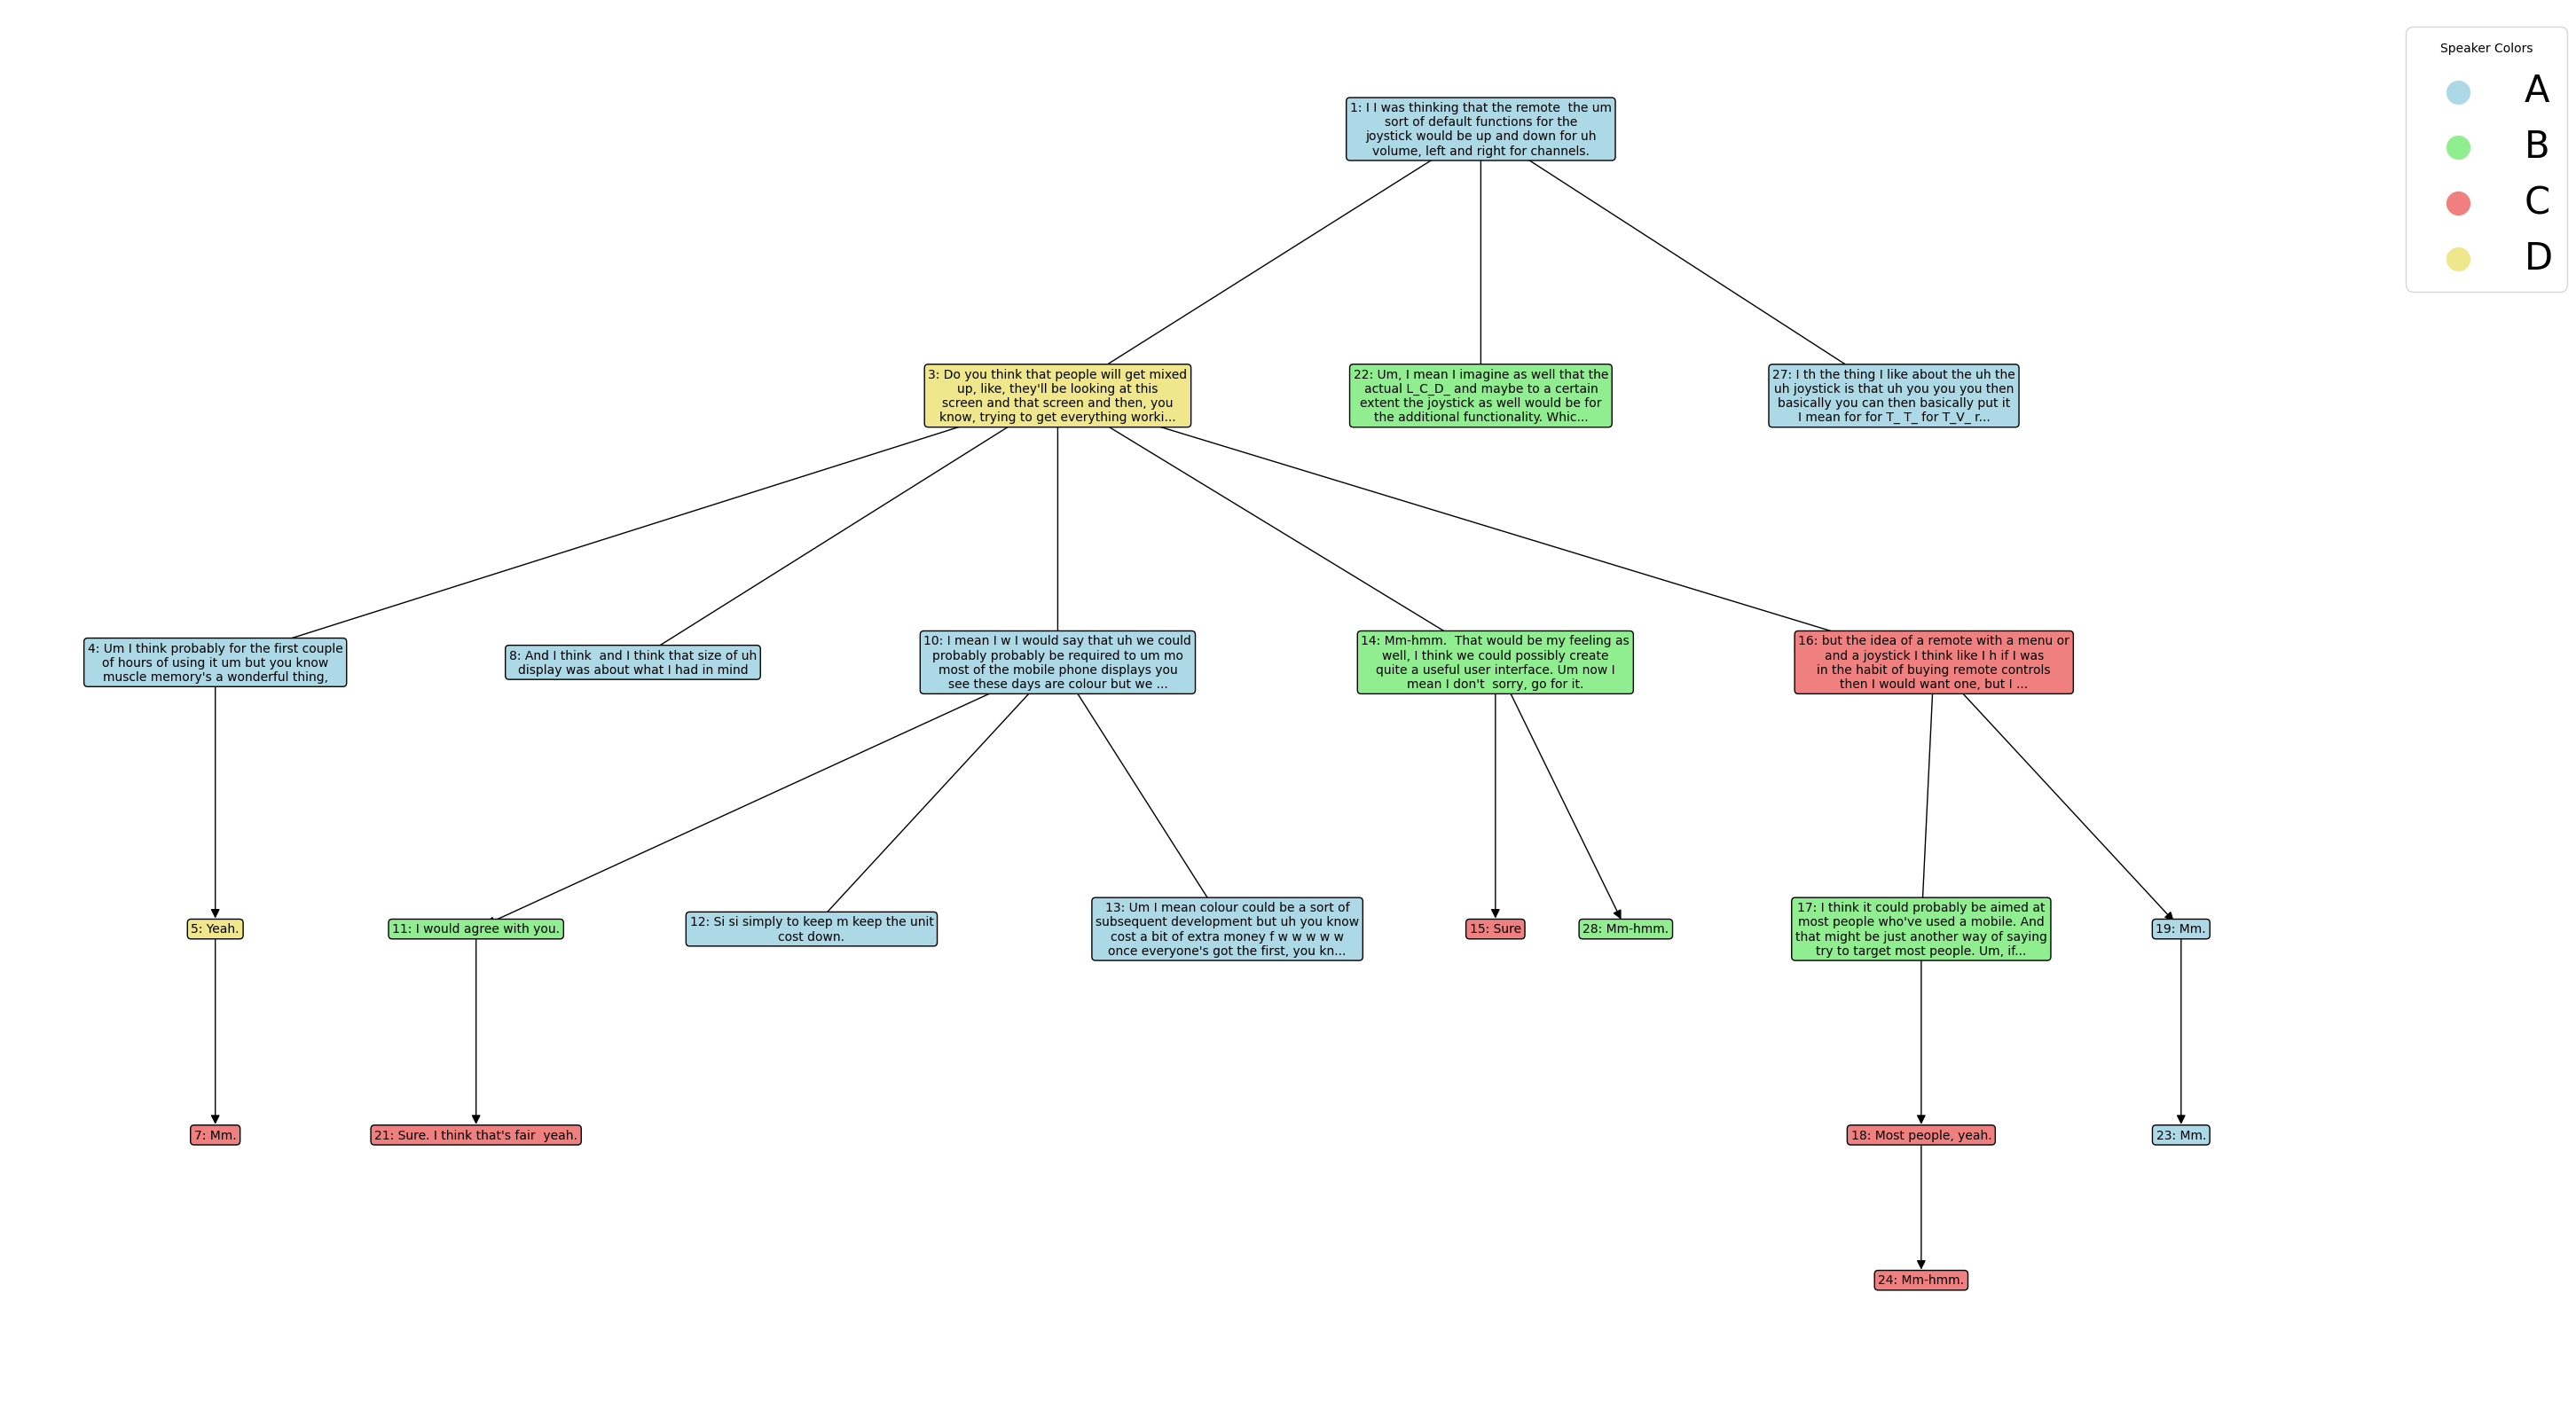 Speaker Colors
A
B
C
D
1: I I was thinking that the remote  the um
sort of default functions for the
joystick would be up and down for uh
volume, left and right for channels.
3: Do you think that people will get mixed
up, like, they'll be looking at this
screen and that screen and then, you
know, trying to get everything worki...
22: Um, I mean I imagine as well that the
actual L_C_D_ and maybe to a certain
extent the joystick as well would be for
the additional functionality. Whic...
27: I th the thing I like about the uh the
uh joystick is that uh you you you you then
basically you can then basically put it
I mean for for T_ T_ for T_V_ r...
4: Um I think probably for the first couple
of hours of using it um but you know
muscle memory's a wonderful thing,
8: And I think  and I think that size of uh
display was about what I had in mind
10: I mean I w I would say that uh we could
probably probably be required to um mo
most of the mobile phone displays you
see these days are colour but we ...
14: Mm-hmm.  That would be my feeling as
well, I think we could possibly create
quite a useful user interface. Um now I
mean I don't  sorry, go for it.
16: but the idea of a remote with a menu or
and a joystick I think like I h if I was
in the habit of buying remote controls
then I would want one, but I ...
5: Yeah.
11: I would agree with you.
12: Si si simply to keep m keep the unit
cost down.
13: Um I mean colour could be a sort of
subsequent development but uh you know
cost a bit of extra money f w w w w w
once everyone's got the first, you kn...
15: Sure
28: Mm-hmm.
17: I think it could probably be aimed at
most people who've used a mobile. And
that might be just another way of saying
try to target most people. Um, if...
19: Mm.
7: Mm.
21: Sure. I think that's fair  yeah.
18: Most people, yeah.
23: Mm.
24: Mm-hmm.